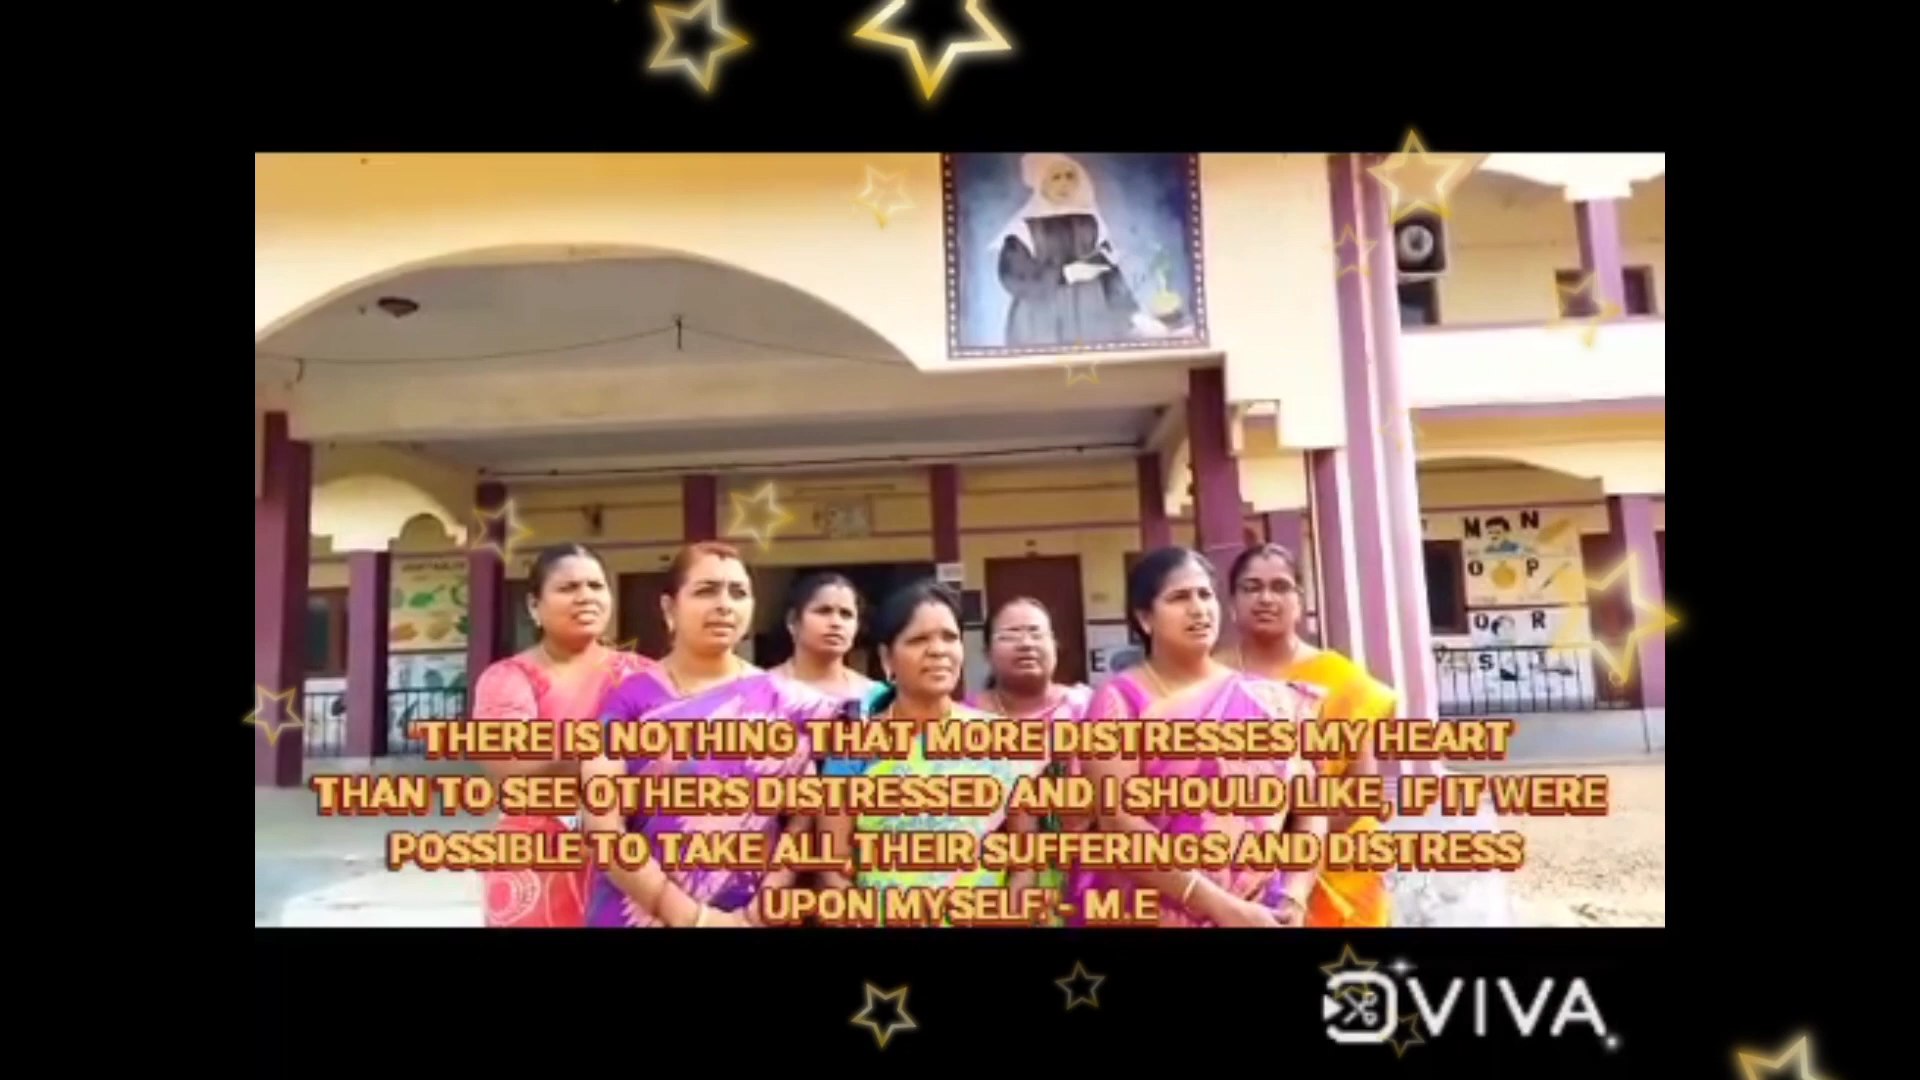 M N
O P
Q R
S T
E
"THERE IS NOTHING THAT MORE DISTRESSES MY HEART
THAN TO SEE OTHERS DISTRESSED AND I SHOULD LIKE, IF IT WERE
POSSIBLE TO TAKE ALL,THEIR SUFFERINGS AND DISTRESS
UPON MYSELF."- M.E
VIVA